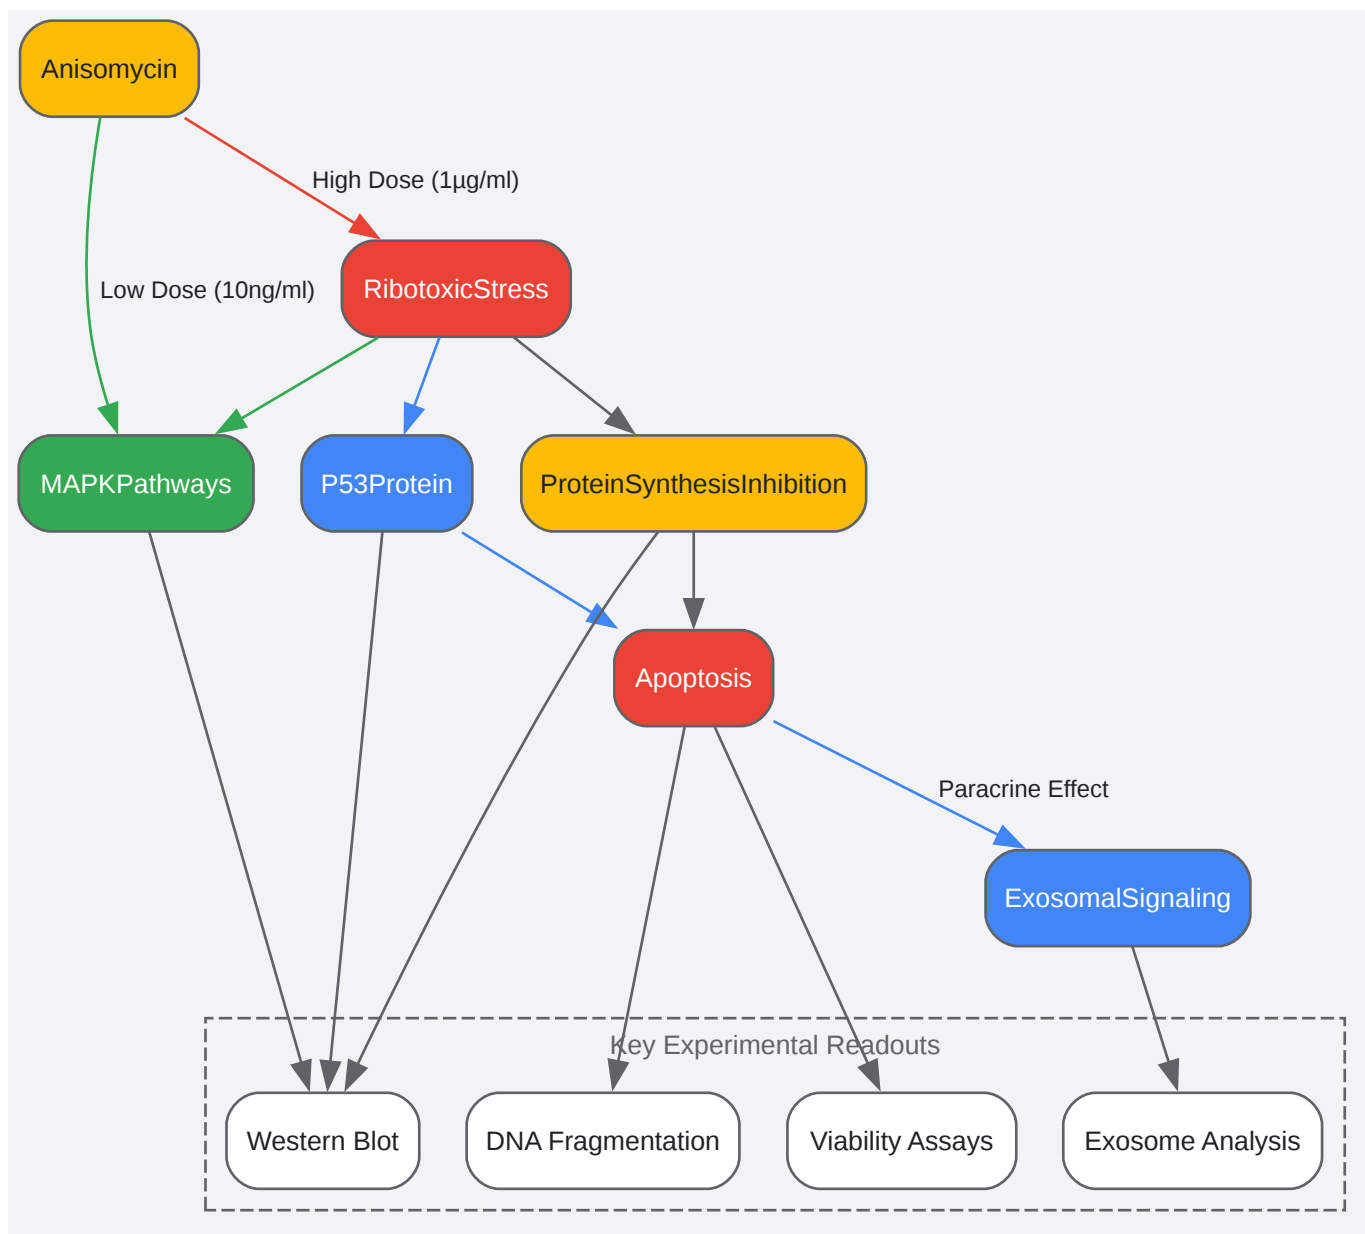 Anisomycin
High Dose (1µg/ml)
Low Dose (10ng/ml)
RibotoxicStress
MAPKPathways
P53Protein
ProteinSynthesisInhibition
Apoptosis
Paracrine Effect
ExosomalSignaling
Key Experimental Readouts
Western Blot
DNA Fragmentation
Viability Assays
Exosome Analysis